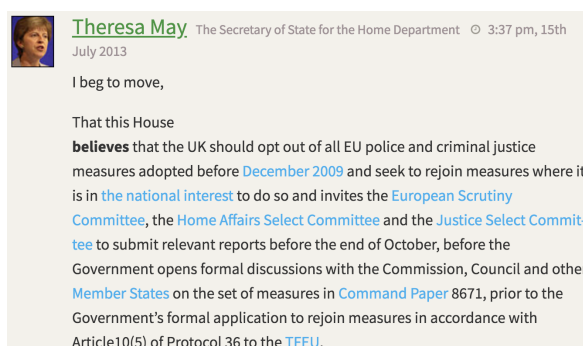 Theresa May The Secretary of State for the Home Department 3:37 pm, 15th
July 2013
I beg to move,
That this House
believes that the UK should opt out of all EU police and criminal justice
measures adopted before December 2009 and seek to rejoin measures where it
is in the national interest to do so and invites the European Scrutiny
Committee, the Home Affairs Select Committee and the Justice Select Commit-
tee to submit relevant reports before the end of October, before the
Government opens formal discussions with the Commission, Council and othe
Member States on the set of measures in Command Paper 8671, prior to the
Government’s formal application to rejoin measures in accordance with
Article10(5) of Protocol 36 to the TFEU.